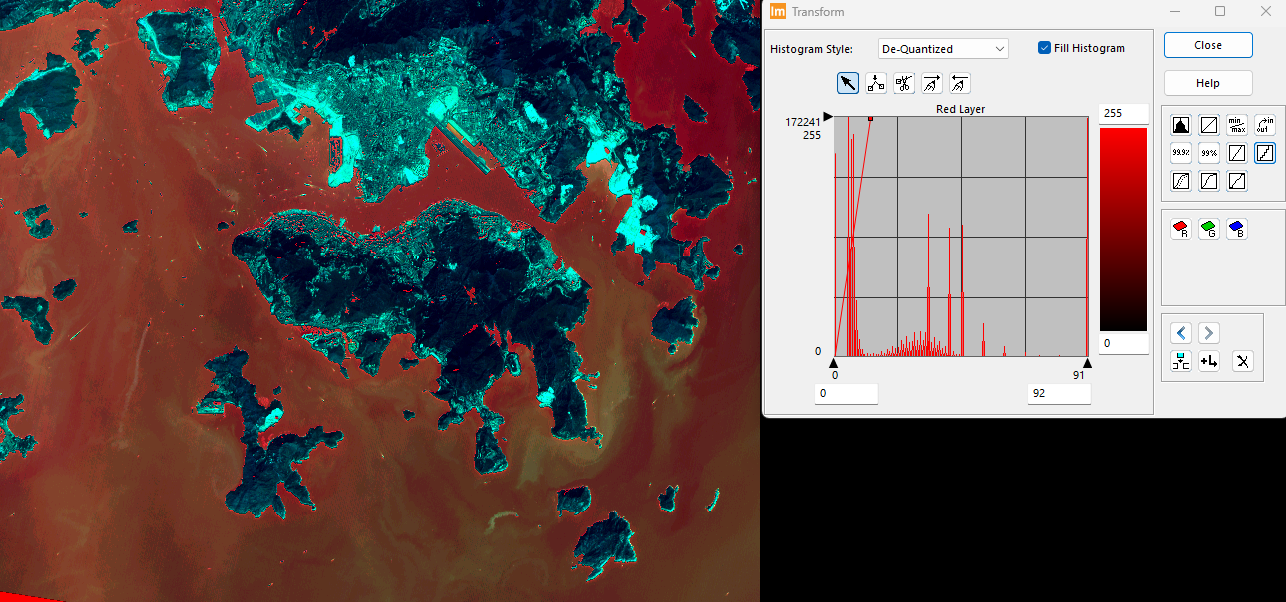 Im Transform
Histogram Style: De-Quantized Fill Histogram
Close
Help
Red Layer
172241
255
0
0
91
0
92
255
0
min
max
in
out
99.9%
99%
R
G
B